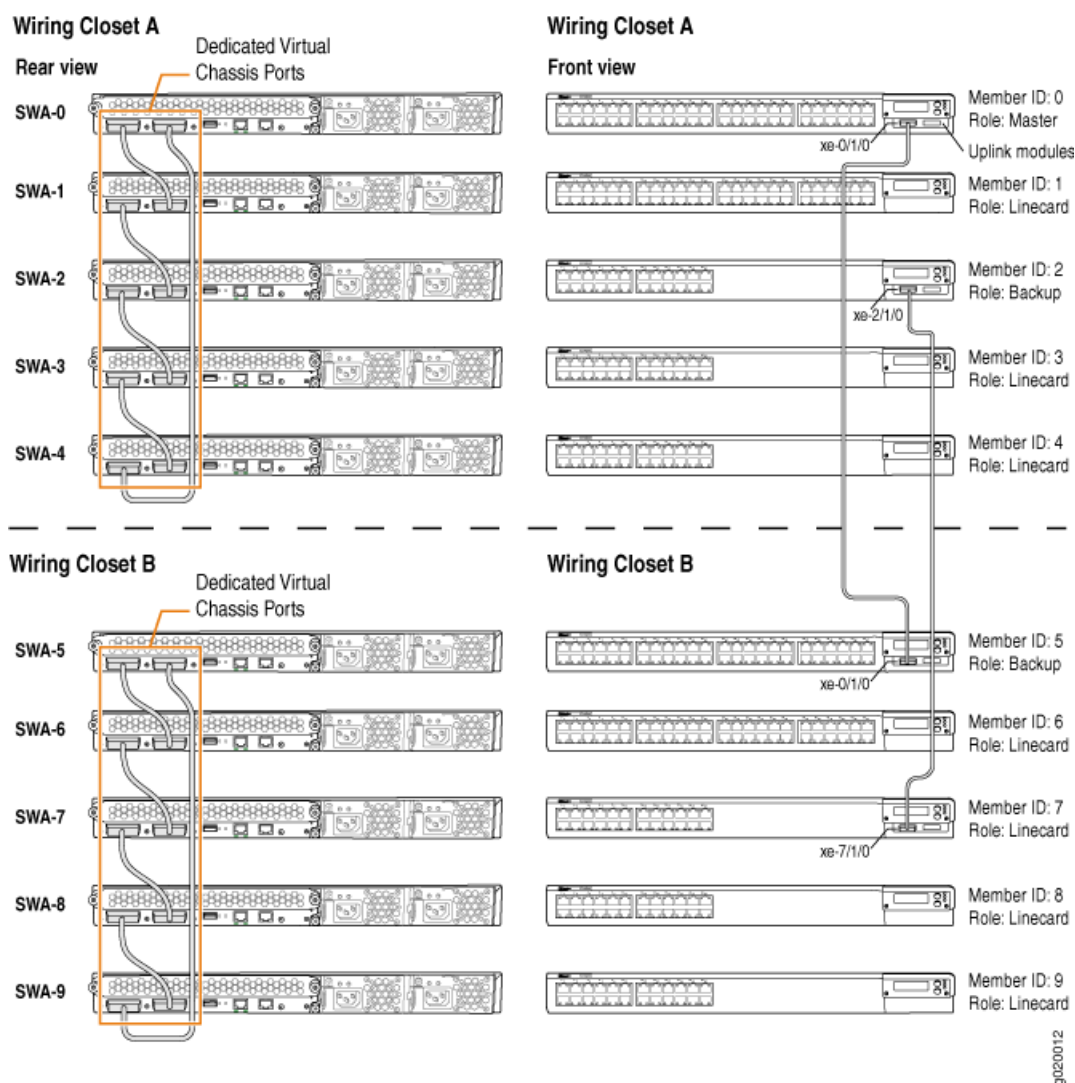 Wiring Closet A
Dedicated Virtual
Chassis Ports
Rear view
SWA-0
SWA-1
SWA-2
SWA-3
SWA-4
Wiring Closet A
Front view
Member ID: 0
Role: Master
xe-0/1/0
Uplink modules
Member ID: 1
Role: Linecard
Member ID: 2
Role: Backup
xe-2/1/0
Member ID: 3
Role: Linecard
Member ID: 4
Role: Linecard
Wiring Closet B
Dedicated Virtual
Chassis Ports
SWA-5
SWA-6
SWA-7
SWA-8
SWA-9
Wiring Closet B
Member ID: 5
Role: Backup
xe-0/1/0
Member ID: 6
Role: Linecard
Member ID: 7
Role: Linecard
xe-7/1/0
Member ID: 8
Role: Linecard
Member ID: 9
Role: Linecard
g020012